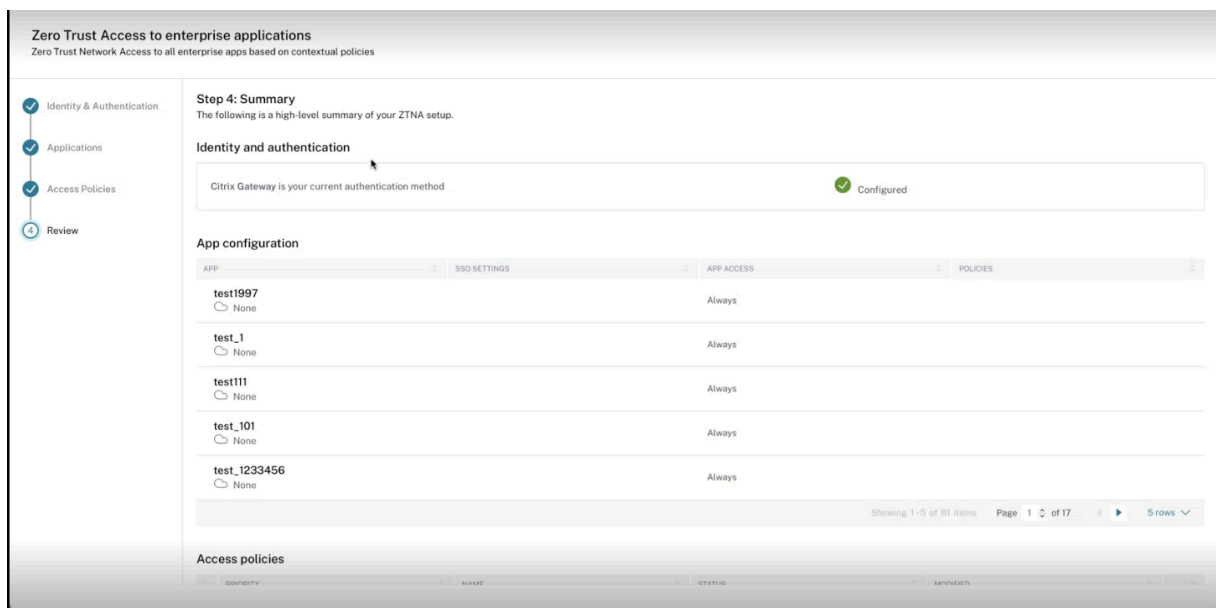 Zero Trust Access to enterprise applications
Zero Trust Network Access to all enterprise apps based on contextual policies
Identity & Authentication
Applications
Access Policies
4 Review
Step 4: Summary
The following is a high-level summary of your ZTNA setup.
Identity and authentication
Citrix Gateway is your current authentication method
Configured
App configuration
APP SSO SETTINGS APP ACCESS POLICIES
test1997
None
Always
test_1
None
Always
test111
None
Always
test_101
None
Always
test_1233456
None
Always
Showing 1-5 of 81 items Page 1 of 17 5 rows
Access policies
PRIORITY NAME STATUS MODIFIED